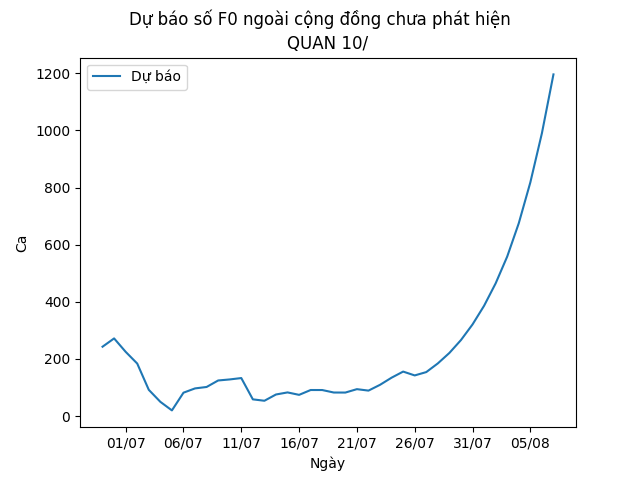 Dự báo số F0 ngoài cộng đồng chưa phát hiện
QUAN 10/
Dự báo
1200
1000
800
600
400
200
0
Ca
01/07 06/07 11/07 16/07 21/07 26/07 31/07 05/08
Ngày